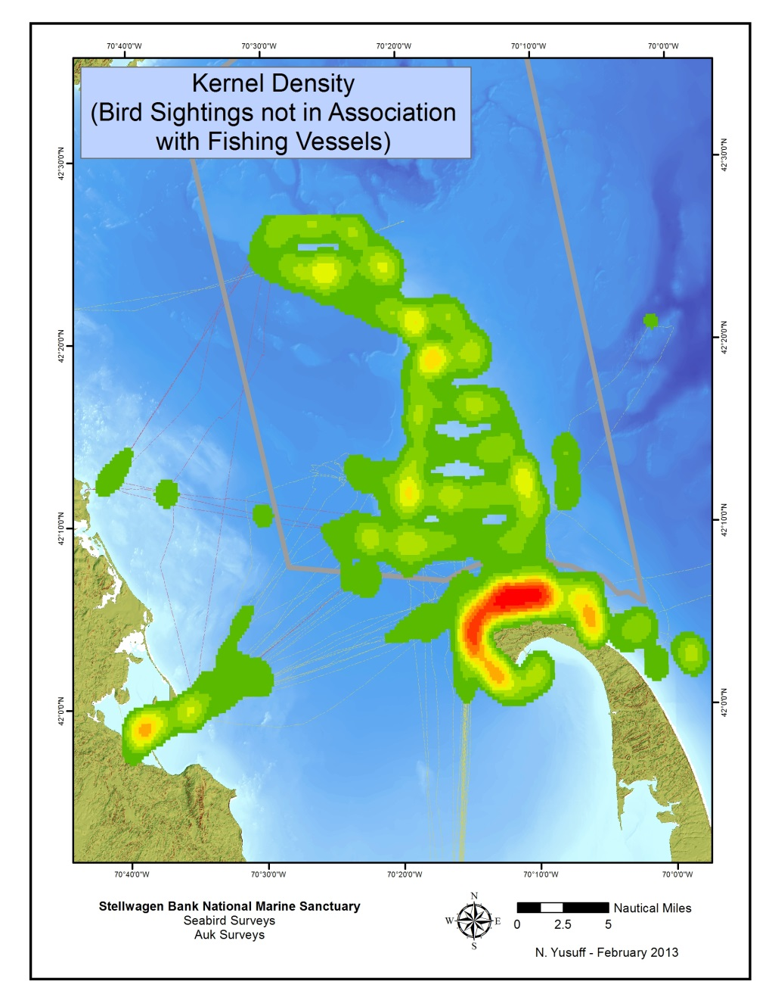 70°40'0"W
70°30'0"W
70°20'0"W
70°10'0"W
70°0'0"W
Kernel Density
(Bird Sightings not in Association
with Fishing Vessels)
42°30'0"N
42°30'0"N
42°20'0"N
42°20'0"N
42°10'0"N
42°10'0"N
42°0'0"N
42°0'0"N
70°40'0"W
70°30'0"W
70°20'0"W
70°10'0"W
70°0'0"W
Stellwagen Bank National Marine Sanctuary
Seabird Surveys
Auk Surveys
N
W
E
S
Nautical Miles
0 2.5 5
N. Yusuff - February 2013